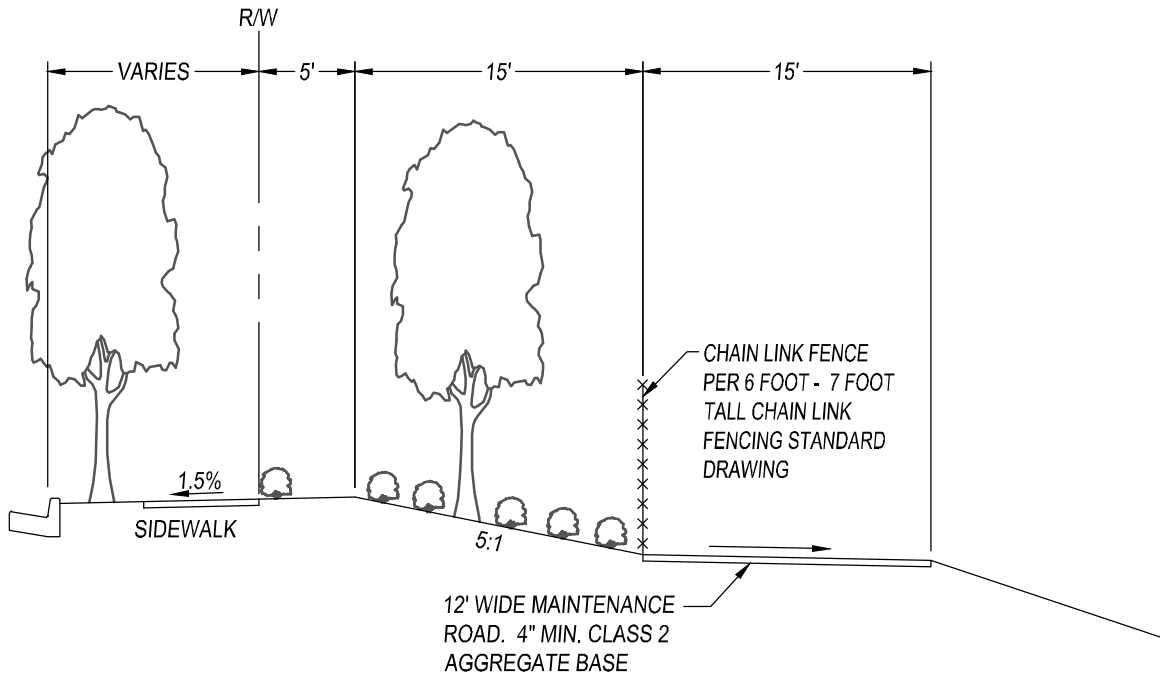 R/W
VARIES
5'
15'
15'
CHAIN LINK FENCE
PER 6 FOOT - 7 FOOT
TALL CHAIN LINK
FENCING STANDARD
DRAWING
1.5%
SIDEWALK
5:1
12' WIDE MAINTENANCE
ROAD. 4" MIN. CLASS 2
AGGREGATE BASE